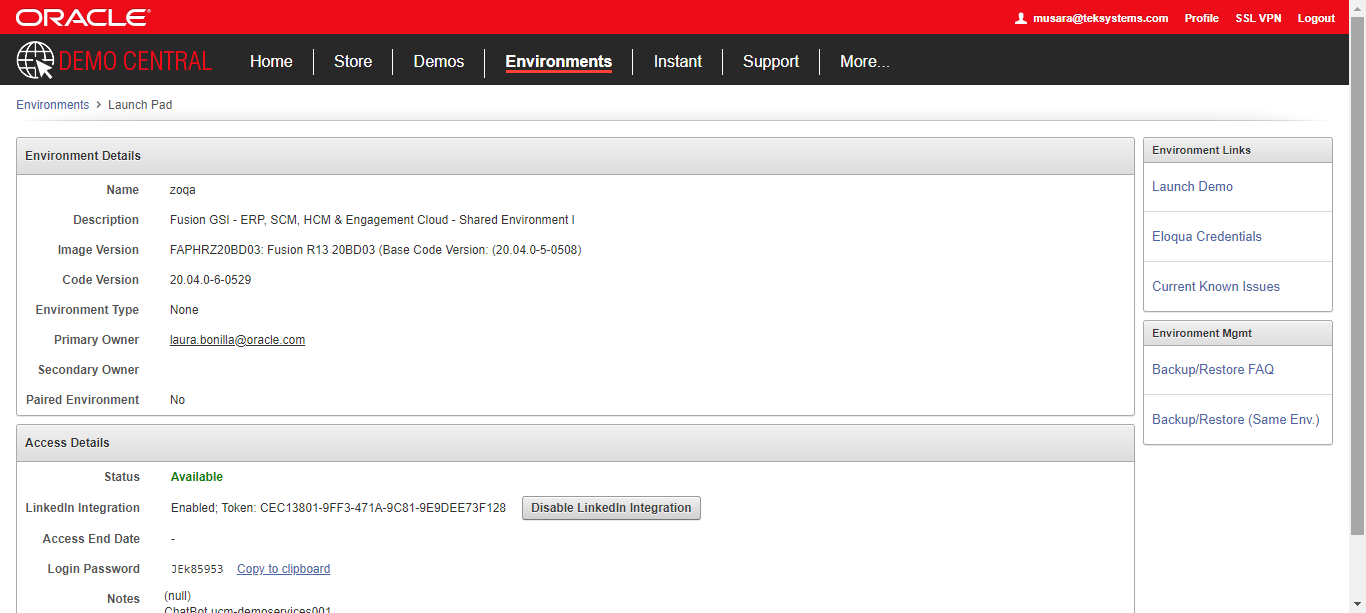 ORACLE
musara@teksystems.com Profile SSL VPN Logout
DEMO CENTRAL Home Store Demos Environments Instant Support More...
Environments > Launch Pad
Environment Details
Name zoqa
Description Fusion GSI - ERP, SCM, HCM & Engagement Cloud - Shared Environment I
Image Version FAPHRZ20BD03: Fusion R13 20BD03 (Base Code Version: (20.04.0-5-0508)
Code Version 20.04.0-6-0529
Environment Type None
Primary Owner laura.bonilla@oracle.com
Secondary Owner
Paired Environment No
Access Details
Status Available
LinkedIn Integration Enabled; Token: CEC13801-9FF3-471A-9C81-9E9DEE73F128 Disable LinkedIn Integration
Access End Date -
Login Password JEk85953 Copy to clipboard
Notes (null)
ChatBot ucm-demoservices001
Environment Links
Launch Demo
Eloqua Credentials
Current Known Issues
Environment Mgmt
Backup/Restore FAQ
Backup/Restore (Same Env.)